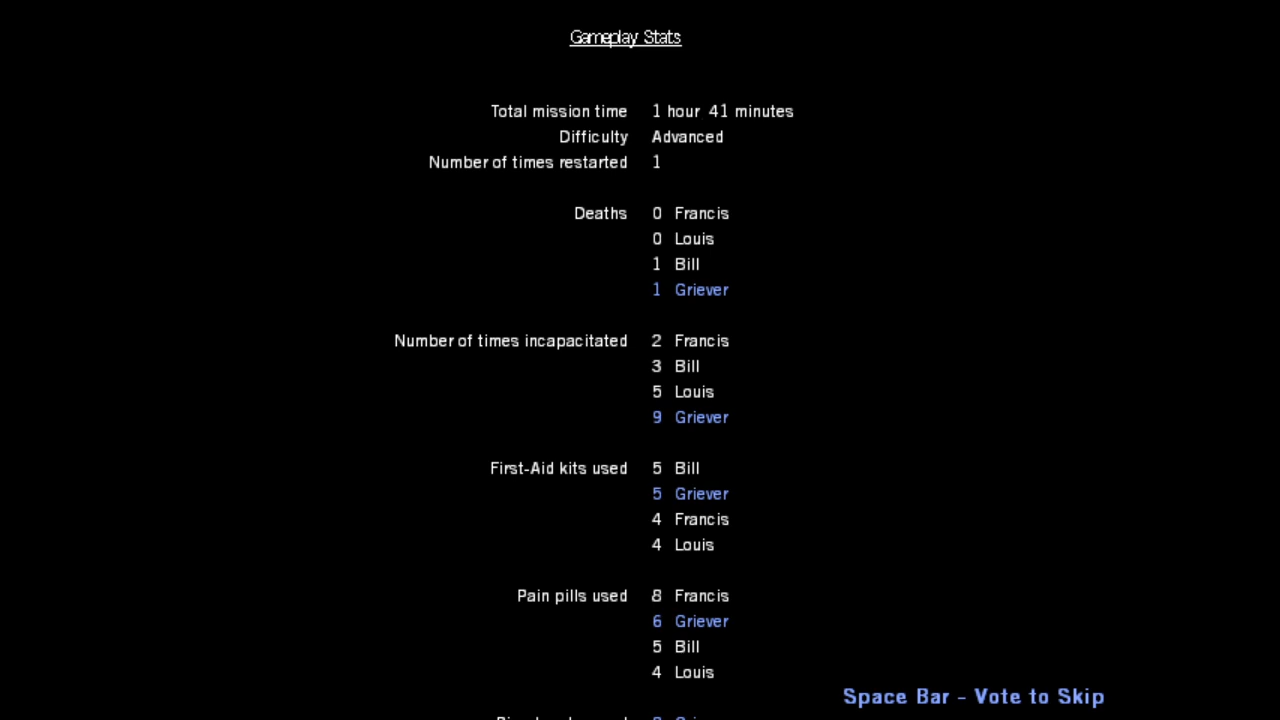 Gameplay Stats
Total mission time 1 hour 41 minutes
Difficulty Advanced
Number of times restarted 1
Deaths 0 Francis
0 Louis
1 Bill
1 Griever
Number of times incapacitated 2 Francis
3 Bill
5 Louis
9 Griever
First-Aid kits used 5 Bill
5 Griever
4 Francis
4 Louis
Pain pills used 8 Francis
6 Griever
5 Bill
4 Louis
Space Bar - Vote to Skip